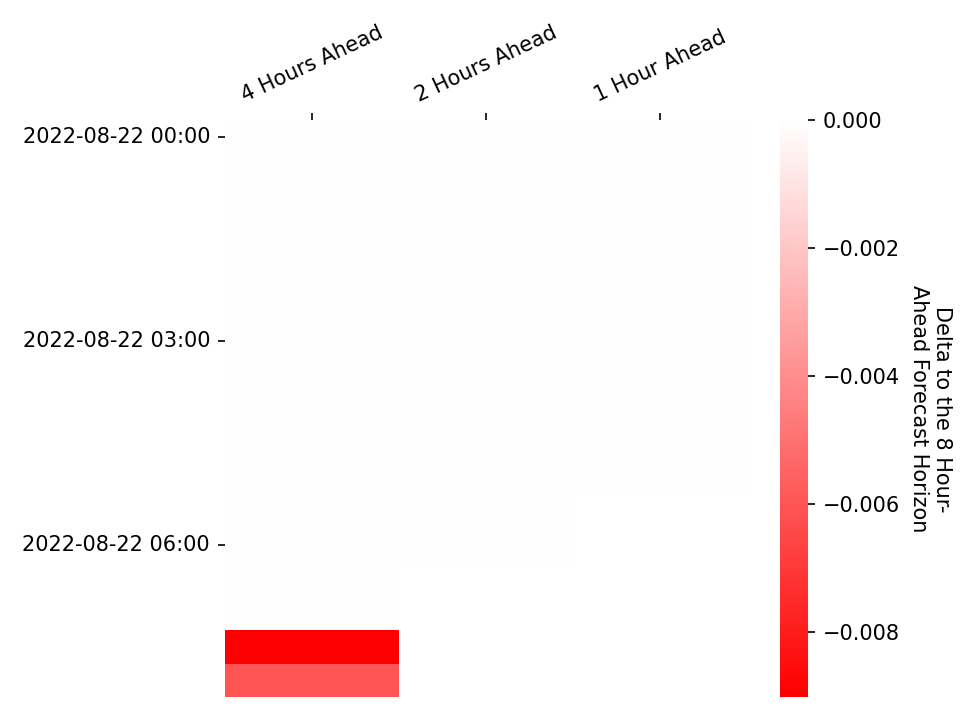 4 Hours Ahead
2 Hours Ahead
1 Hour Ahead
2022-08-22 00:00
2022-08-22 03:00
2022-08-22 06:00
0.000
−0.002
−0.004
−0.006
−0.008
Delta to the 8 Hour-
Ahead Forecast Horizon